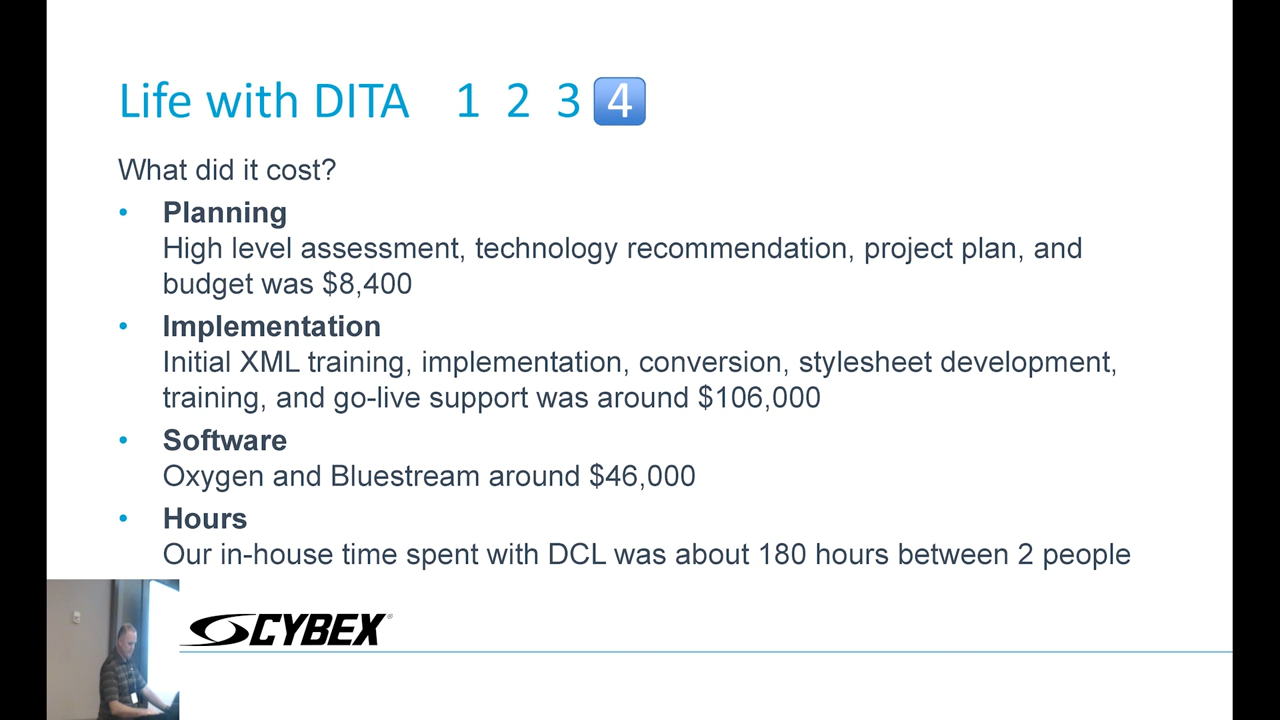 Life with DITA 1 2 3 4
What did it cost?
• Planning
High level assessment, technology recommendation, project plan, and
budget was $8,400
• Implementation
Initial XML training, implementation, conversion, stylesheet development,
training, and go-live support was around $106,000
• Software
Oxygen and Bluestream around $46,000
• Hours
Our in-house time spent with DCL was about 180 hours between 2 people
CYBEX®